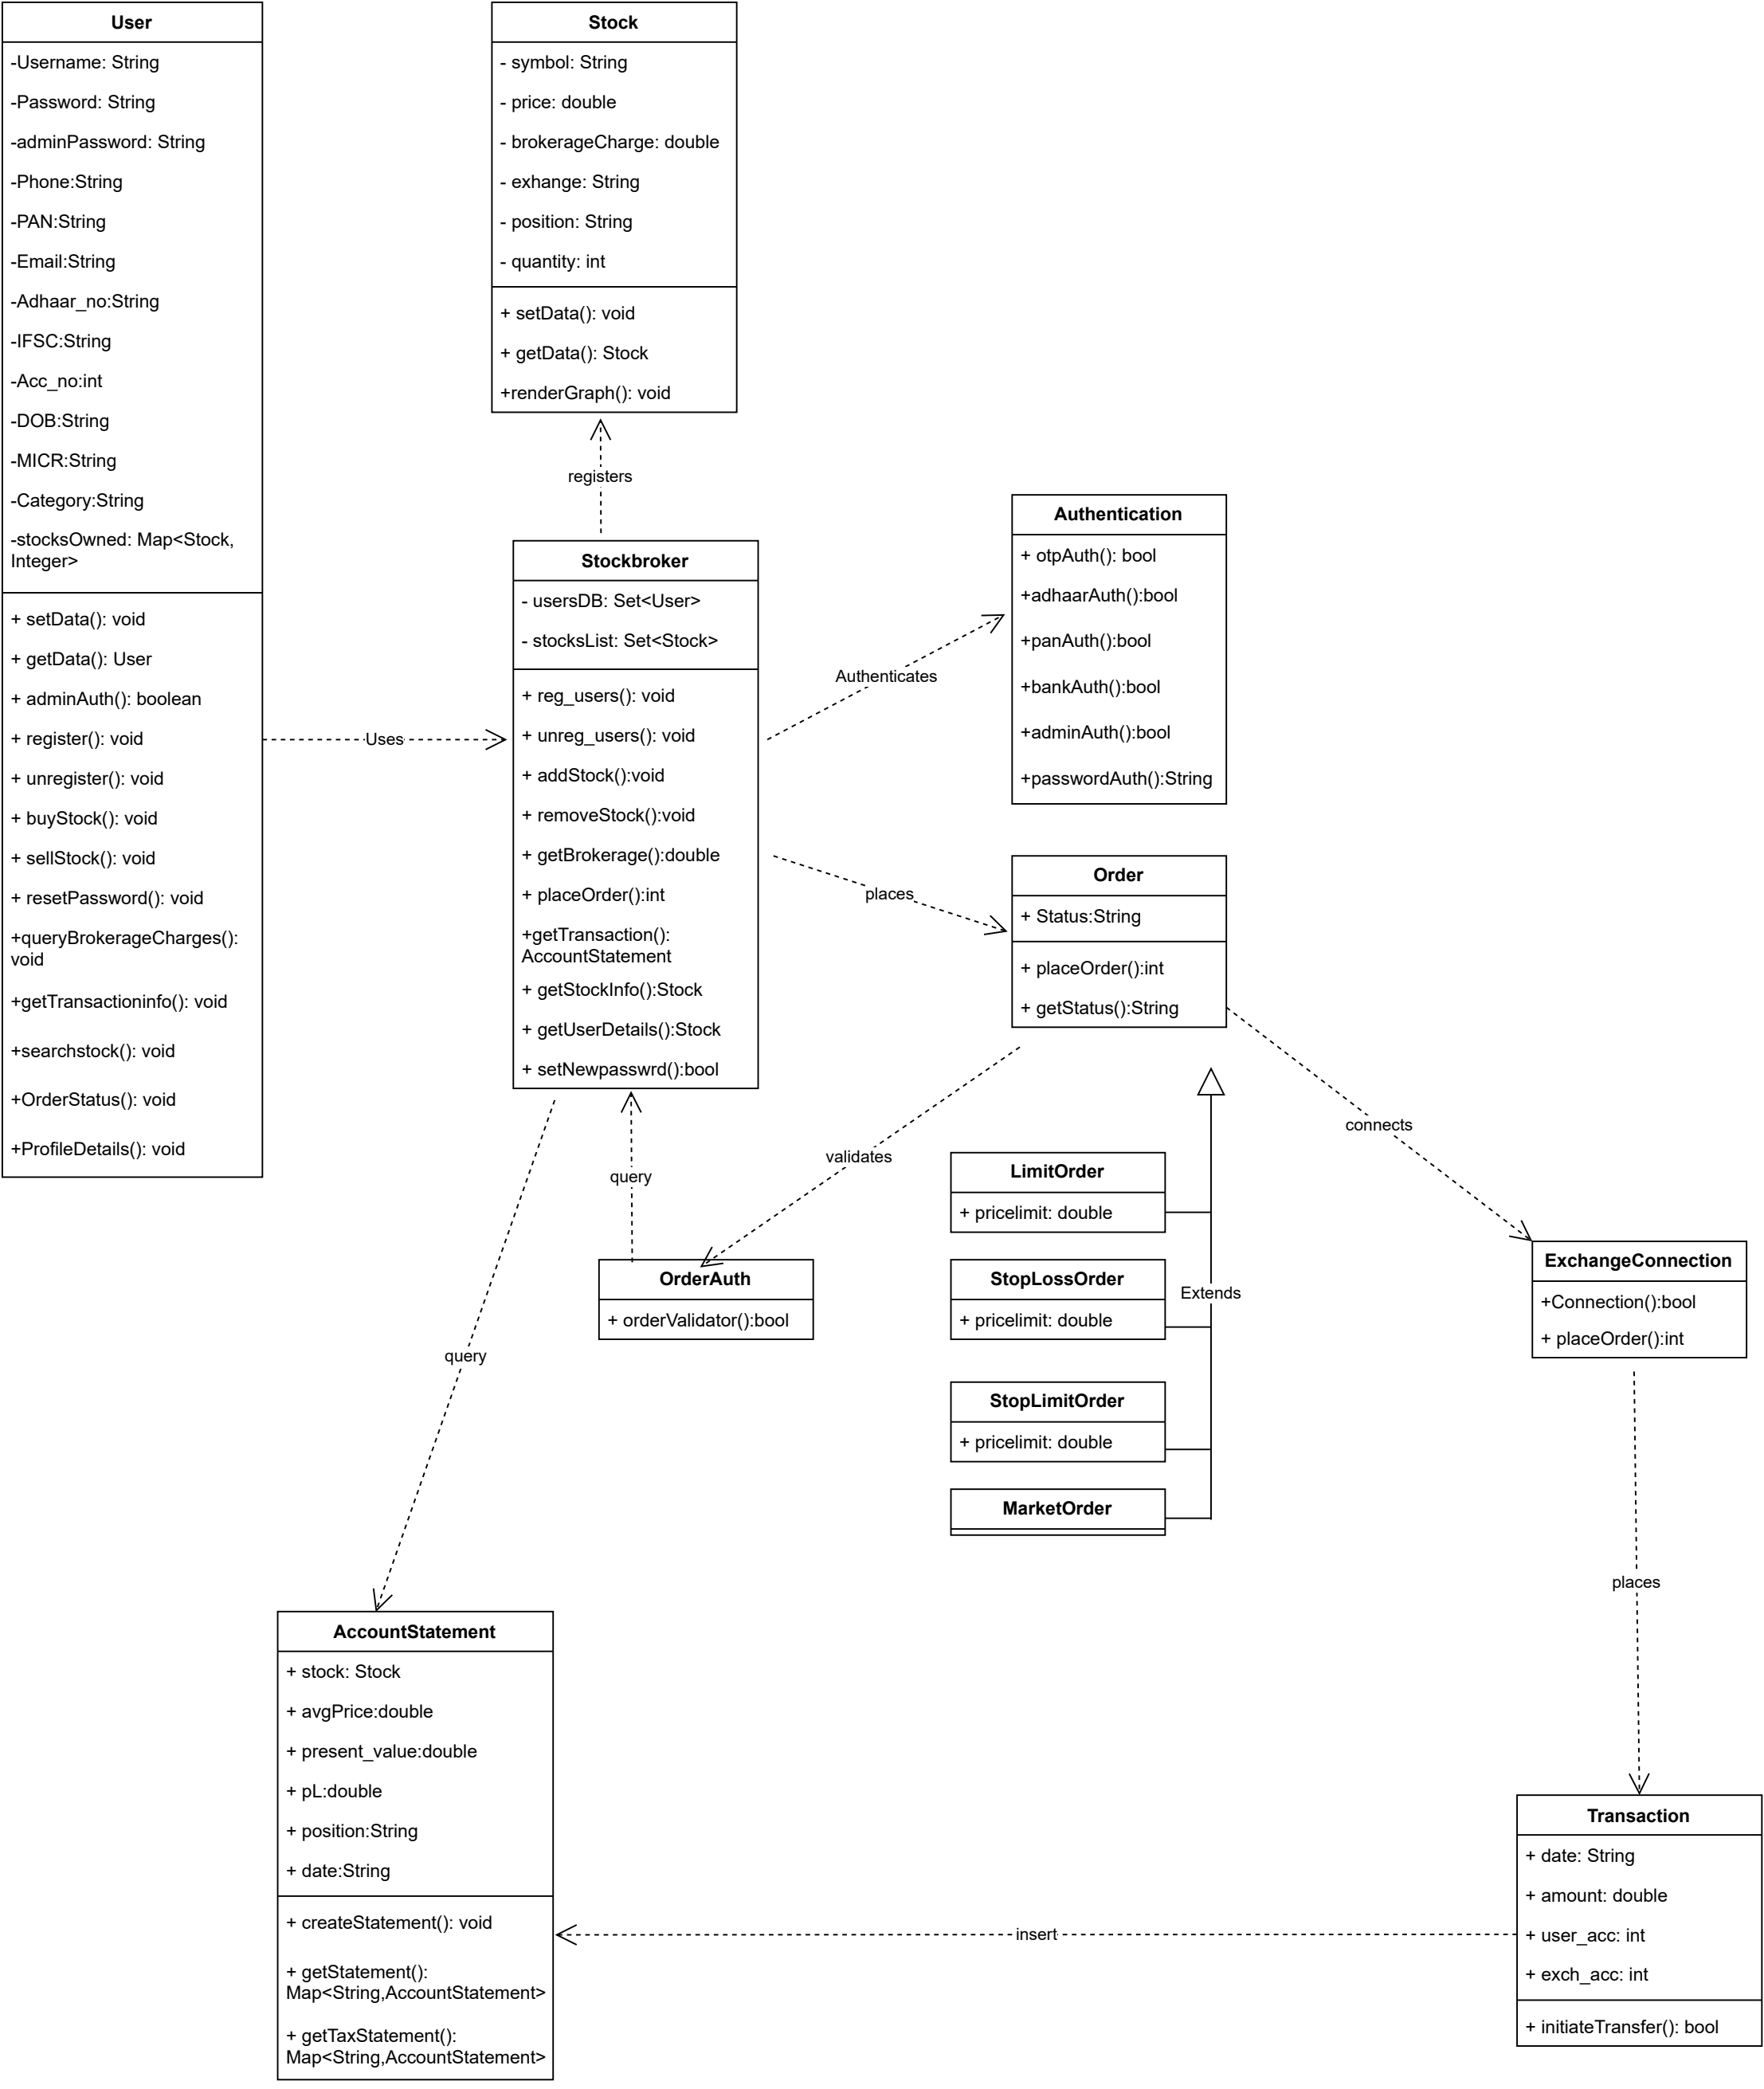 User
-Username: String
-Password: String
-adminPassword: String
-Phone:String
-PAN:String
-Email:String
-Adhaar_no:String
-IFSC:String
-Acc_no:int
-DOB:String
-MICR:String
-Category:String
-stocksOwned: Map<Stock,
Integer>
+ setData(): void
+ getData(): User
+ adminAuth(): boolean
+ register(): void
+ unregister(): void
+ buyStock(): void
+ sellStock(): void
+ resetPassword(): void
+queryBrokerageCharges():
void
+getTransactioninfo(): void
+searchstock(): void
+OrderStatus(): void
+ProfileDetails(): void
Uses
Stock
- symbol: String
- price: double
- brokerageCharge: double
- exhange: String
- position: String
- quantity: int
+ setData(): void
+ getData(): Stock
+renderGraph(): void
registers
Stockbroker
- usersDB: Set<User>
- stocksList: Set<Stock>
+ reg_users(): void
+ unreg_users(): void
+ addStock():void
+ removeStock():void
+ getBrokerage():double
+ placeOrder():int
+getTransaction():
AccountStatement
+ getStockInfo():Stock
+ getUserDetails():Stock
+ setNewpasswrd():bool
Authenticates
Authentication
+ otpAuth(): bool
+adhaarAuth():bool
+panAuth():bool
+bankAuth():bool
+adminAuth():bool
+passwordAuth():String
places
Order
+ Status:String
+ placeOrder():int
+ getStatus():String
connects
validates
query
OrderAuth
+ orderValidator():bool
LimitOrder
+ pricelimit: double
StopLossOrder
+ pricelimit: double
Extends
StopLimitOrder
+ pricelimit: double
MarketOrder
ExchangeConnection
+Connection():bool
+ placeOrder():int
query
places
AccountStatement
+ stock: Stock
+ avgPrice:double
+ present_value:double
+ pL:double
+ position:String
+ date:String
+ createStatement(): void
+ getStatement():
Map<String,AccountStatement>
+ getTaxStatement():
Map<String,AccountStatement>
insert
Transaction
+ date: String
+ amount: double
+ user_acc: int
+ exch_acc: int
+ initiateTransfer(): bool